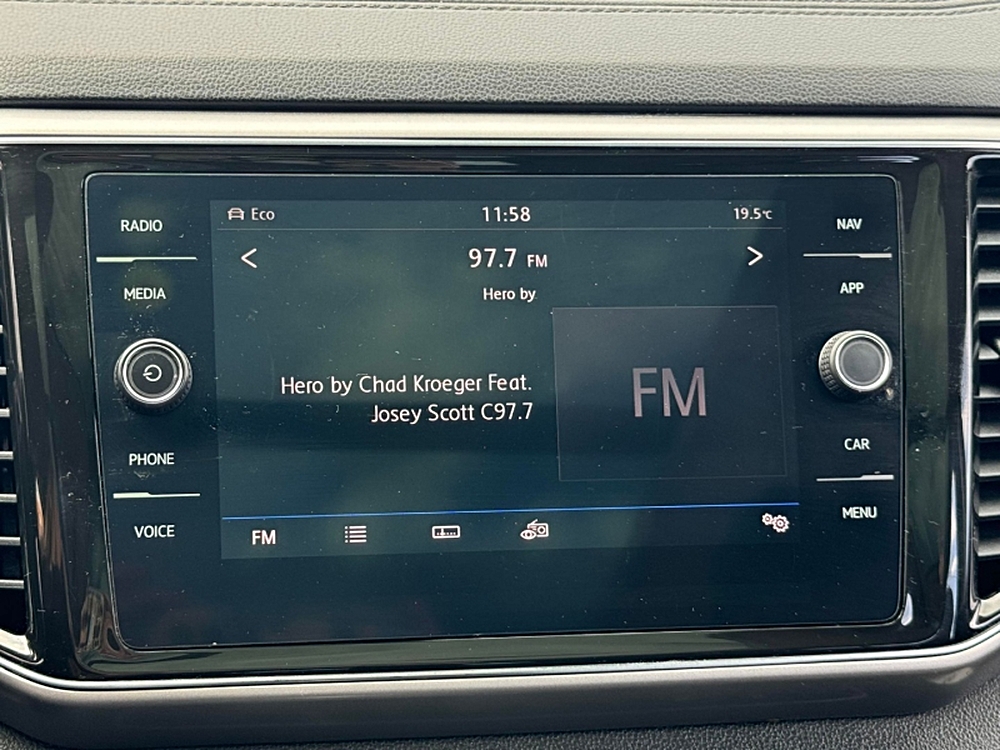 RADIO
MEDIA
PHONE
VOICE
Eco
11:58
19.5°C
97.7 FM
Hero by
Hero by Chad Kroeger Feat.
Josey Scott C97.7
FM
FM
NAV
APP
CAR
MENU